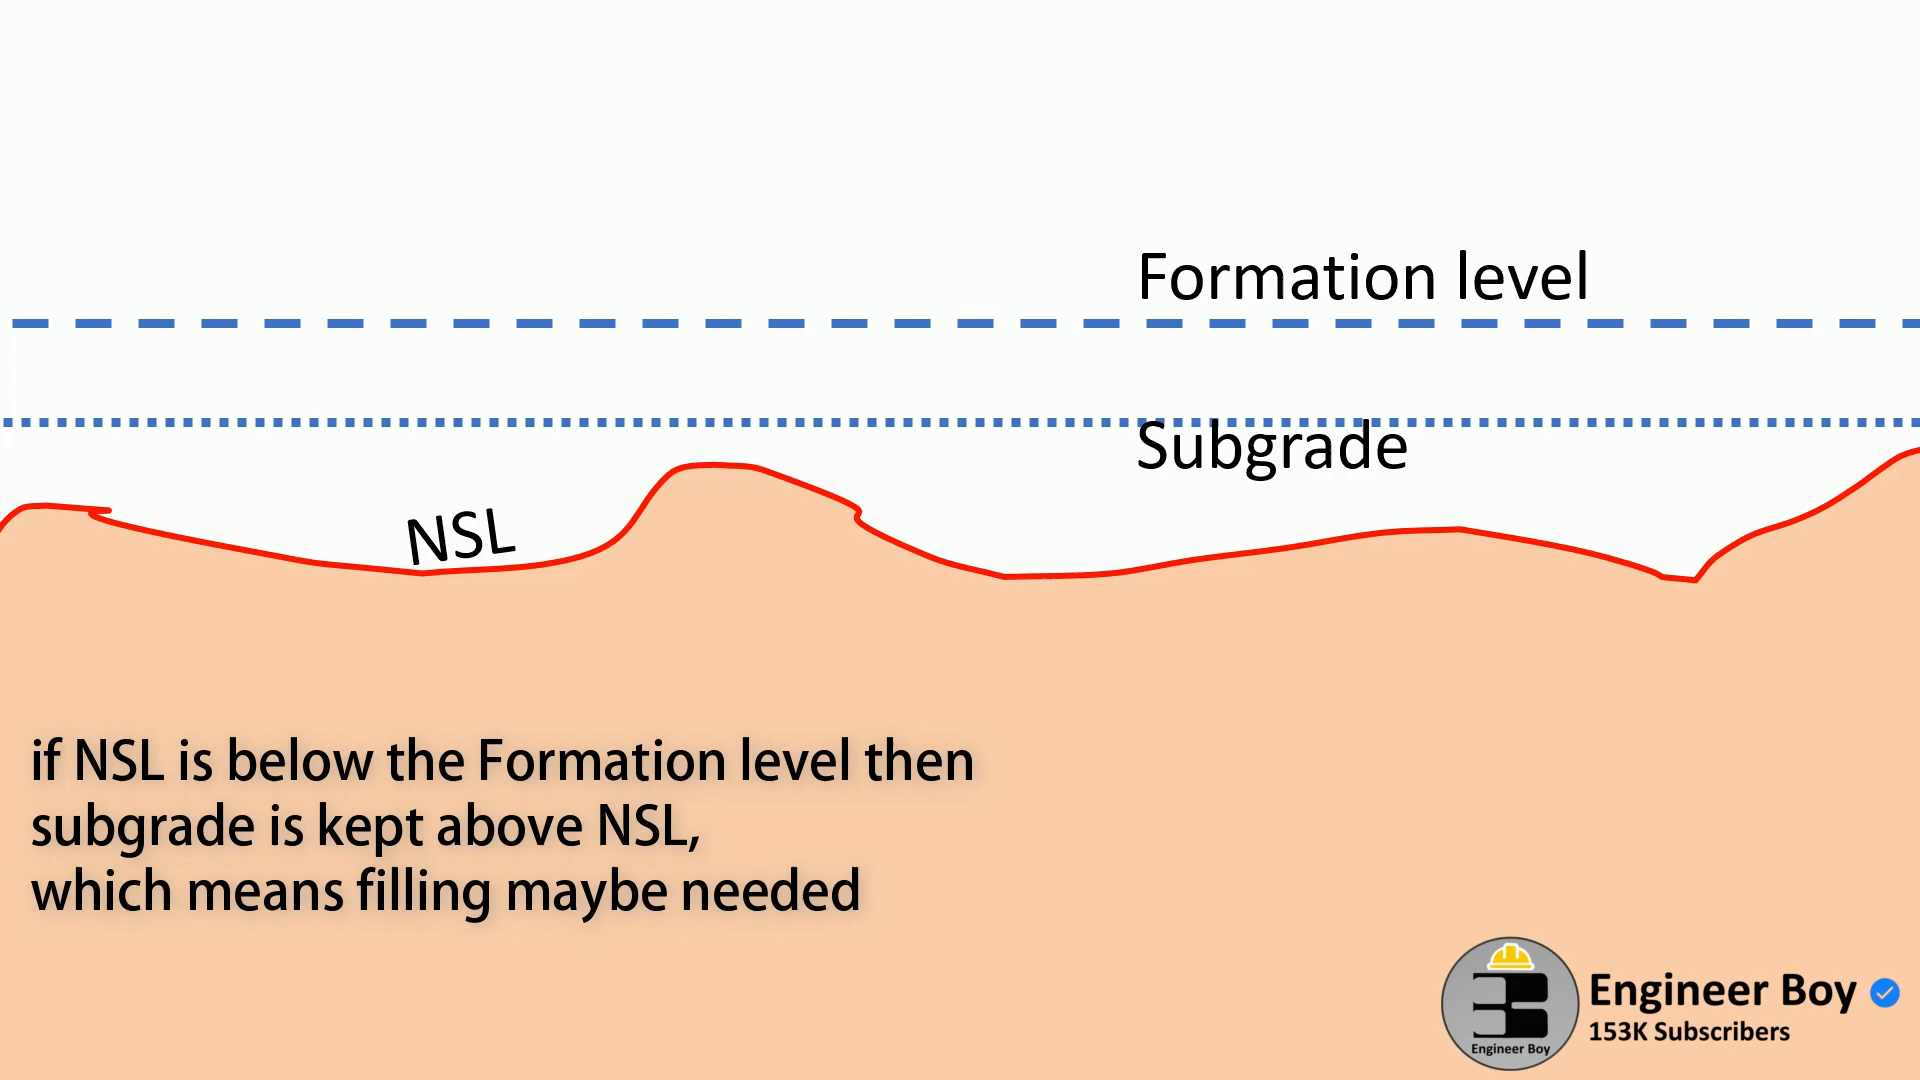 Formation level
Subgrade
NSL
if NSL is below the Formation level then
subgrade is kept above NSL,
which means filling maybe needed
Engineer Boy
153K Subscribers
Engineer Boy